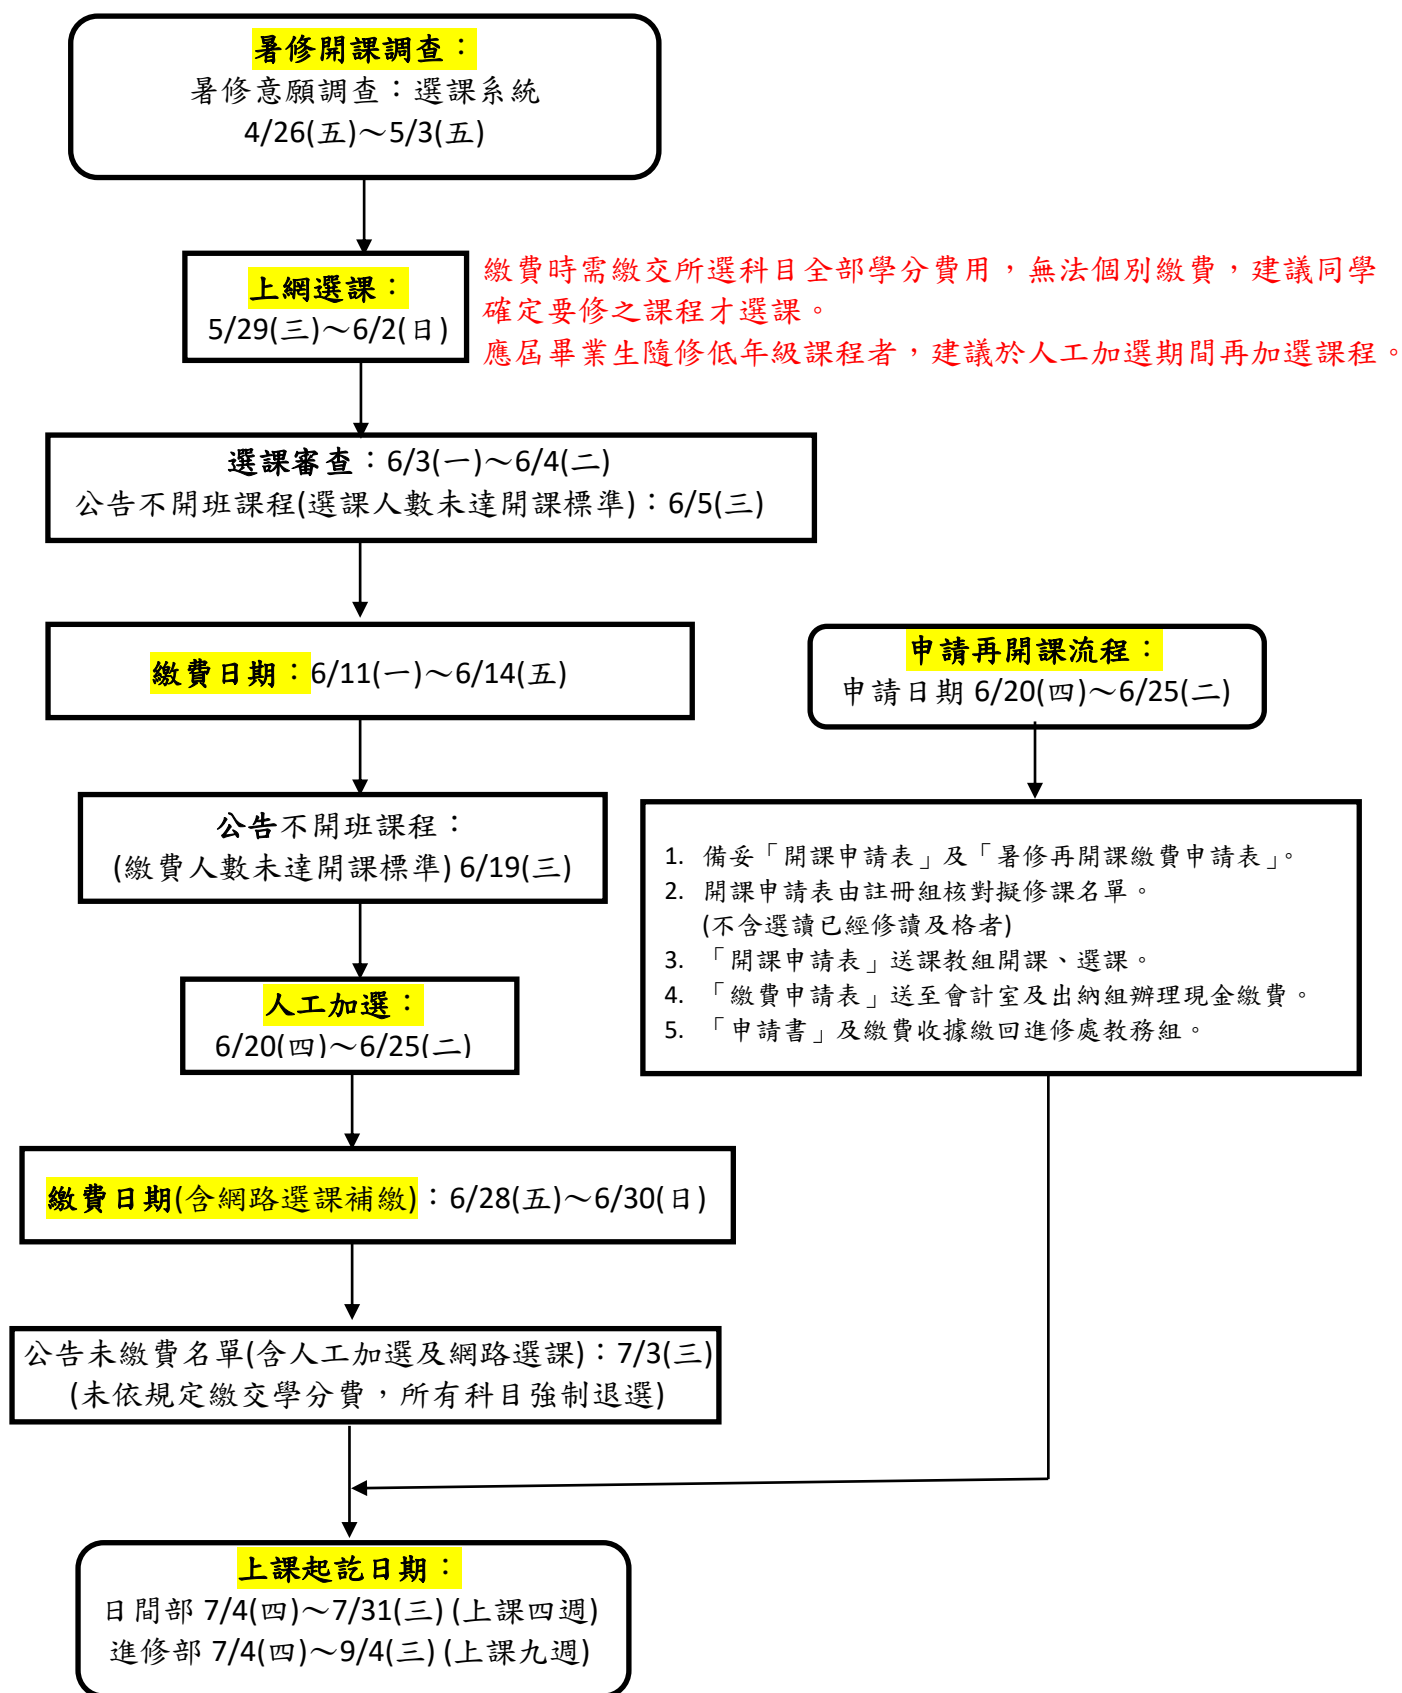 暑修開課調查：
暑修意願調查：選課系統
4/26(五)～5/3(五)
上網選課：
5/29(三)～6/2(日)
繳費時需繳交所選科目全部學分費用，無法個別繳費，建議同學
確定要修之課程才選課。
應屆畢業生隨修低年級課程者，建議於人工加選期間再加選課程。
選課審查：6/3(一)～6/4(二)
公告不開班課程(選課人數未達開課標準)：6/5(三)
繳費日期：6/11(一)～6/14(五)
公告不開班課程：
(繳費人數未達開課標準) 6/19(三)
人工加選：
6/20(四)～6/25(二)
繳費日期(含網路選課補繳)：6/28(五)～6/30(日)
公告未繳費名單(含人工加選及網路選課)：7/3(三)
(未依規定繳交學分費，所有科目強制退選)
申請再開課流程：
申請日期 6/20(四)～6/25(二)
1. 備妥「開課申請表」及「暑修再開課繳費申請表」。
2. 開課申請表由註冊組核對擬修課名單。
(不含選讀已經修讀及格者)
3. 「開課申請表」送課教組開課、選課。
4. 「繳費申請表」送至會計室及出納組辦理現金繳費。
5. 「申請書」及繳費收據繳回進修處教務組。
上課起訖日期：
日間部 7/4(四)～7/31(三) (上課四週)
進修部 7/4(四)～9/4(三) (上課九週)